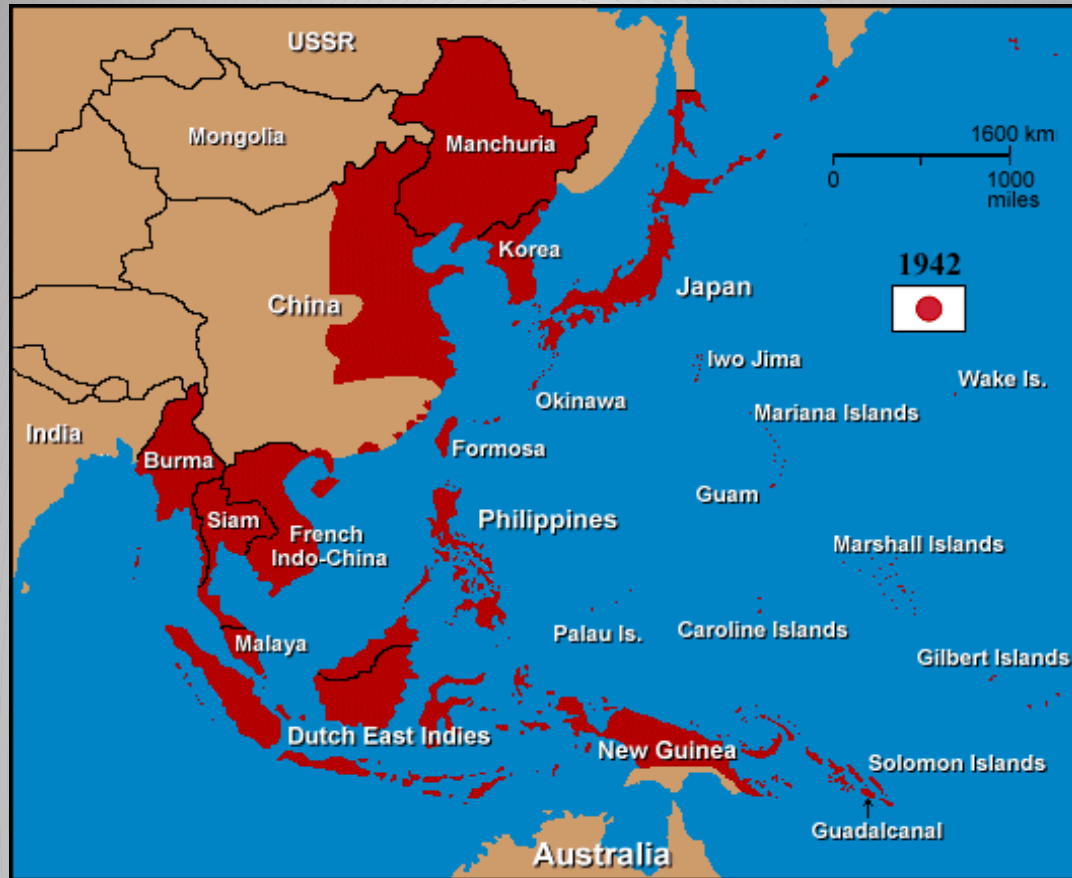 USSR
Mongolia
Manchuria
1600 km
0
1000
miles
Korea
1942
Japan
China
Iwo Jima
Wake Is.
Okinawa
Mariana Islands
India
Formosa
Burma
Guam
Siam
Philippines
French
Indo-China
Marshall Islands
Palau Is.
Caroline Islands
Malaya
Gilbert Islands
Dutch East Indies
New Guinea
Solomon Islands
Guadalcanal
Australia